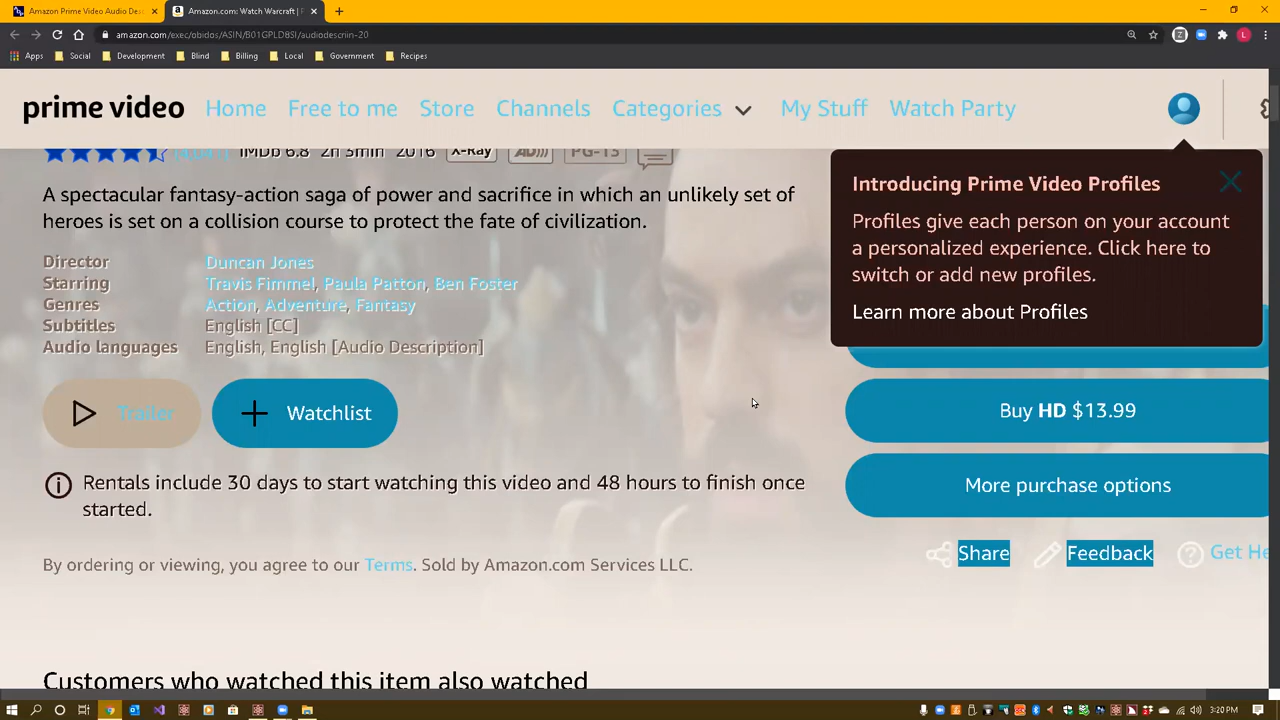 Amazon Prime Video Audio Des
Amazon.com: Watch Warcraft |
amazon.com/exec/obidos/ASIN/B01GPLD8SI/audiodescriin-20
Apps Social Development Blind Billing Local Government Recipes
prime video Home Free to me Store Channels Categories My Stuff Watch Party
IMDb 6.8 2h 3min 2016 X-Ray AD))) PG-13
A spectacular fantasy-action saga of power and sacrifice in which an unlikely set of
heroes is set on a collision course to protect the fate of civilization.
Director Duncan Jones
Starring Travis Fimmel, Paula Patton, Ben Foster
Genres Action, Adventure, Fantasy
Subtitles English [CC]
Audio languages English, English [Audio Description]
Trailer Watchlist
Rentals include 30 days to start watching this video and 48 hours to finish once
started.
By ordering or viewing, you agree to our Terms. Sold by Amazon.com Services LLC.
Introducing Prime Video Profiles
Profiles give each person on your account
a personalized experience. Click here to
switch or add new profiles.
Learn more about Profiles
Buy HD $13.99
More purchase options
Share Feedback Get He
Customers who watched this item also watched
3:20 PM